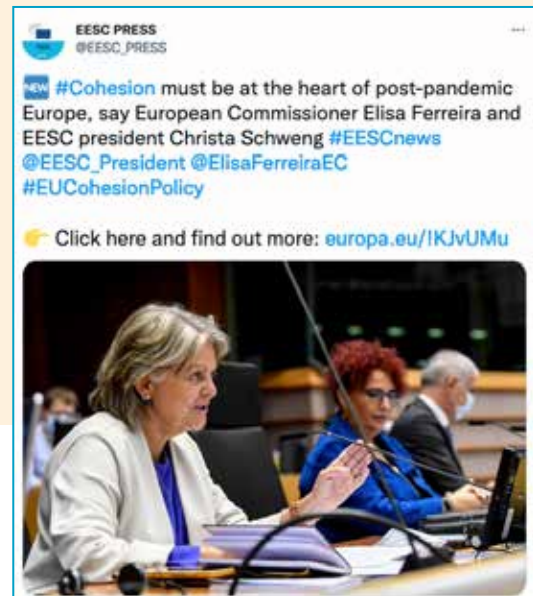 EESC PRESS
@EESC_PRESS
NEW #Cohesion must be at the heart of post-pandemic
Europe, say European Commissioner Elisa Ferreira and
EESC president Christa Schweng #EESCnews
@EESC_President @ElisaFerreiraEC
#EUCohesionPolicy
👉 Click here and find out more: europa.eu/!KJvUMu